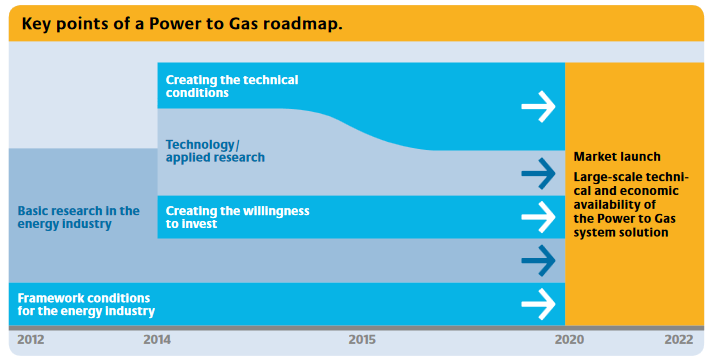 Key points of a Power to Gas roadmap.
Creating the technical
conditions
Technology/
applied research
Market launch
Large-scale techni-
cal and economic
availability of
the Power to Gas
system solution
Basic research in the
energy industry
Creating the willingness
to invest
Framework conditions
for the energy industry
2012 2014 2015 2020 2022